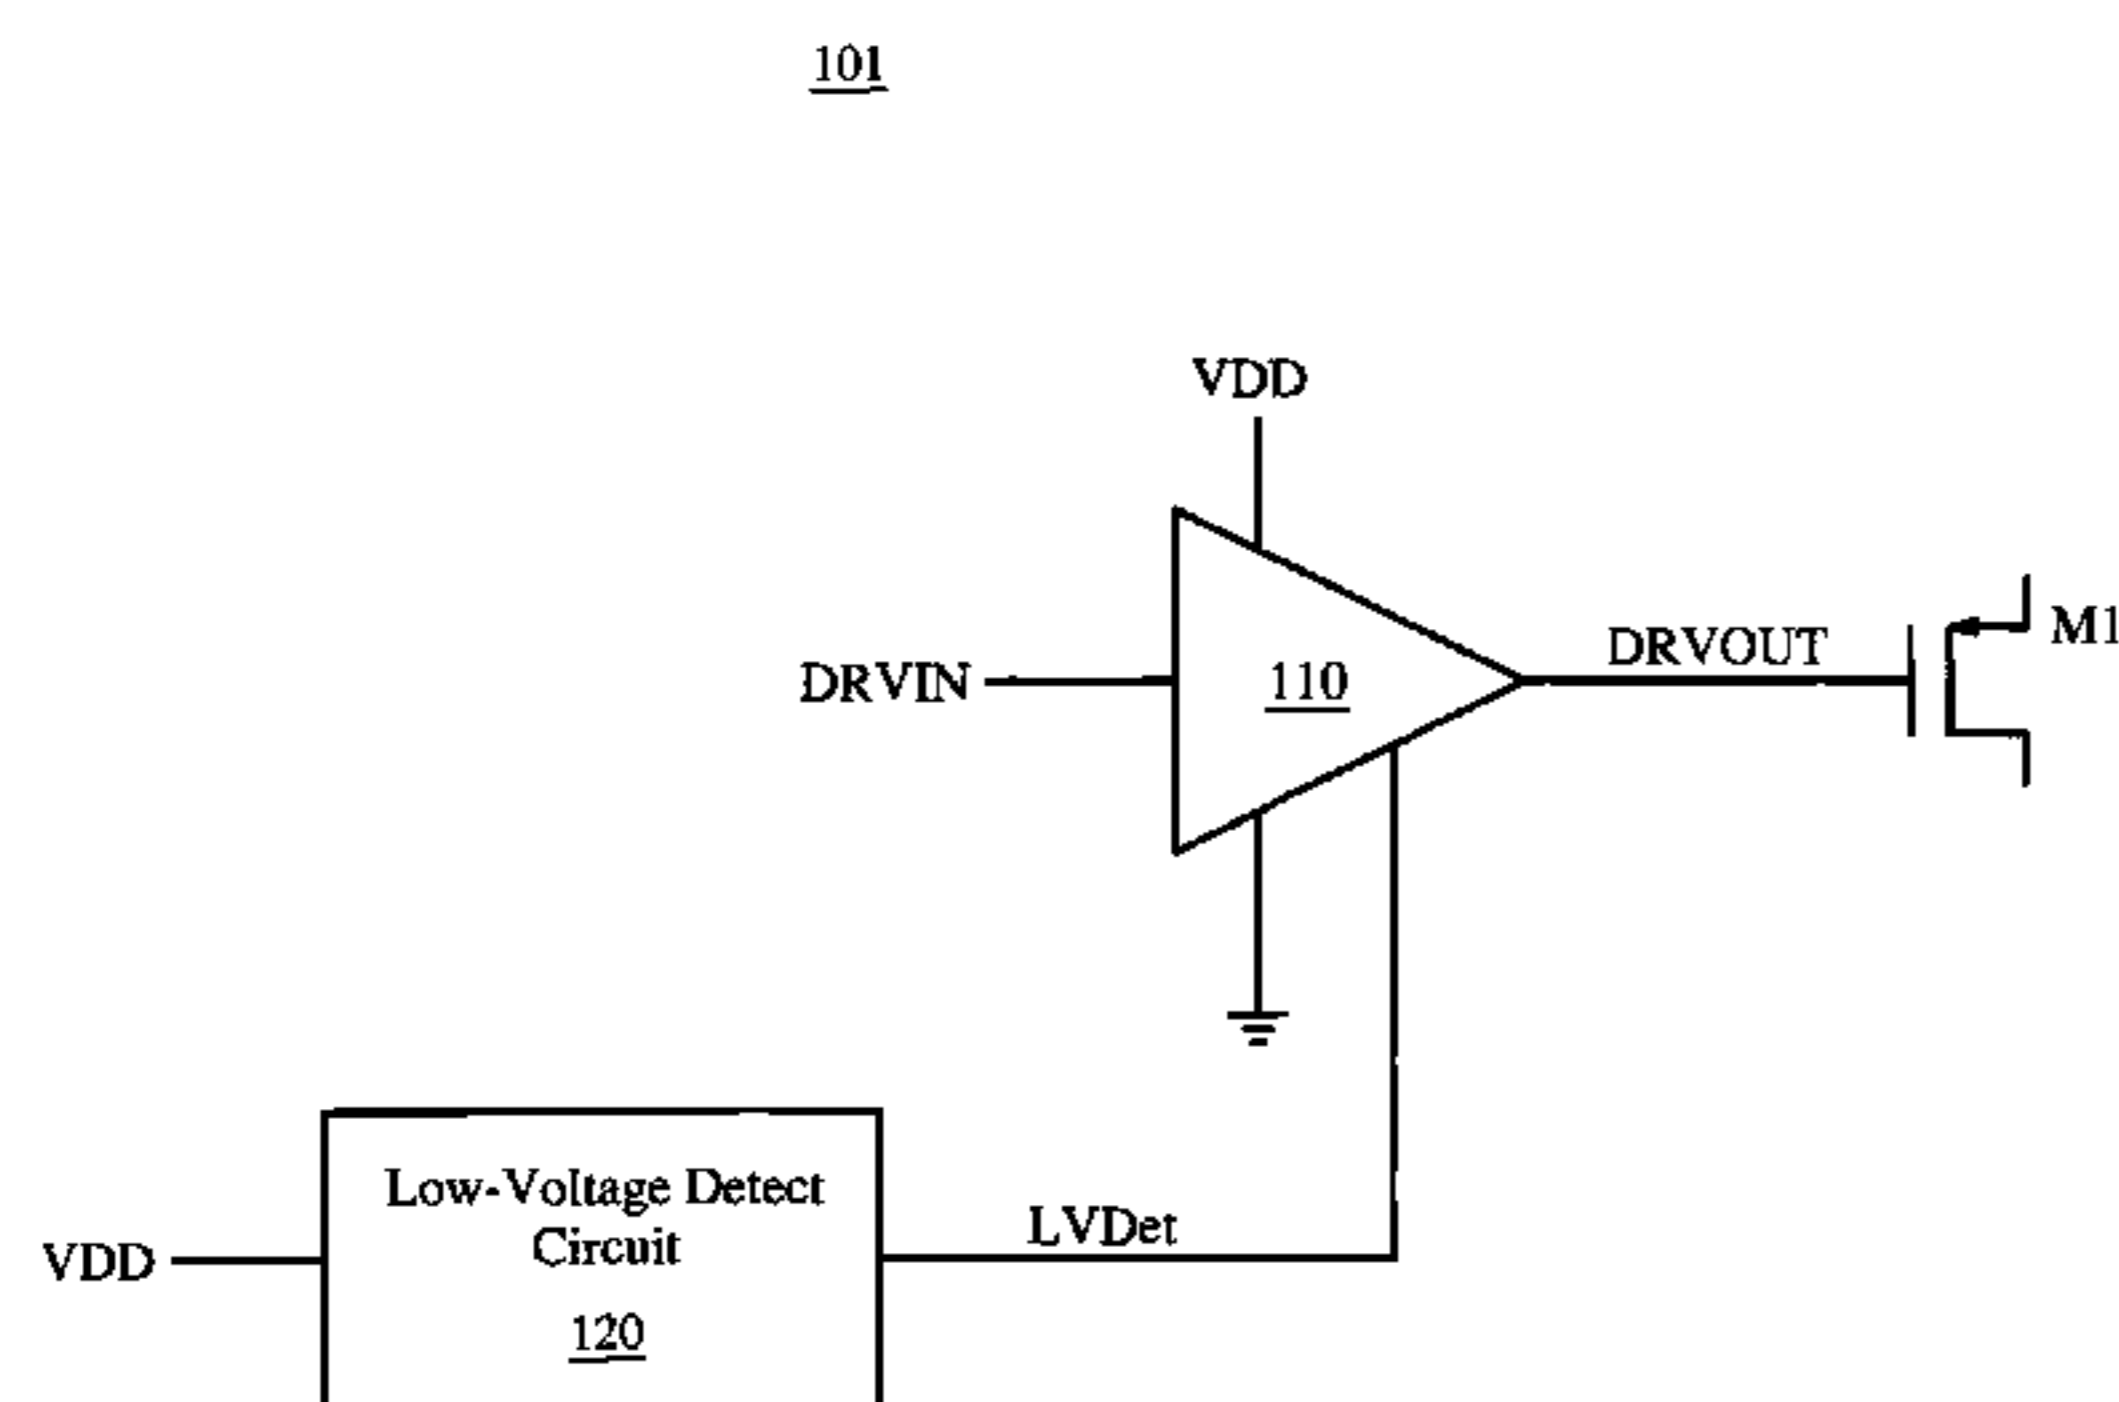 101
VDD
DRVIN
110
DRVOUT
M1
Low-Voltage Detect
Circuit
120
VDD
LVDet